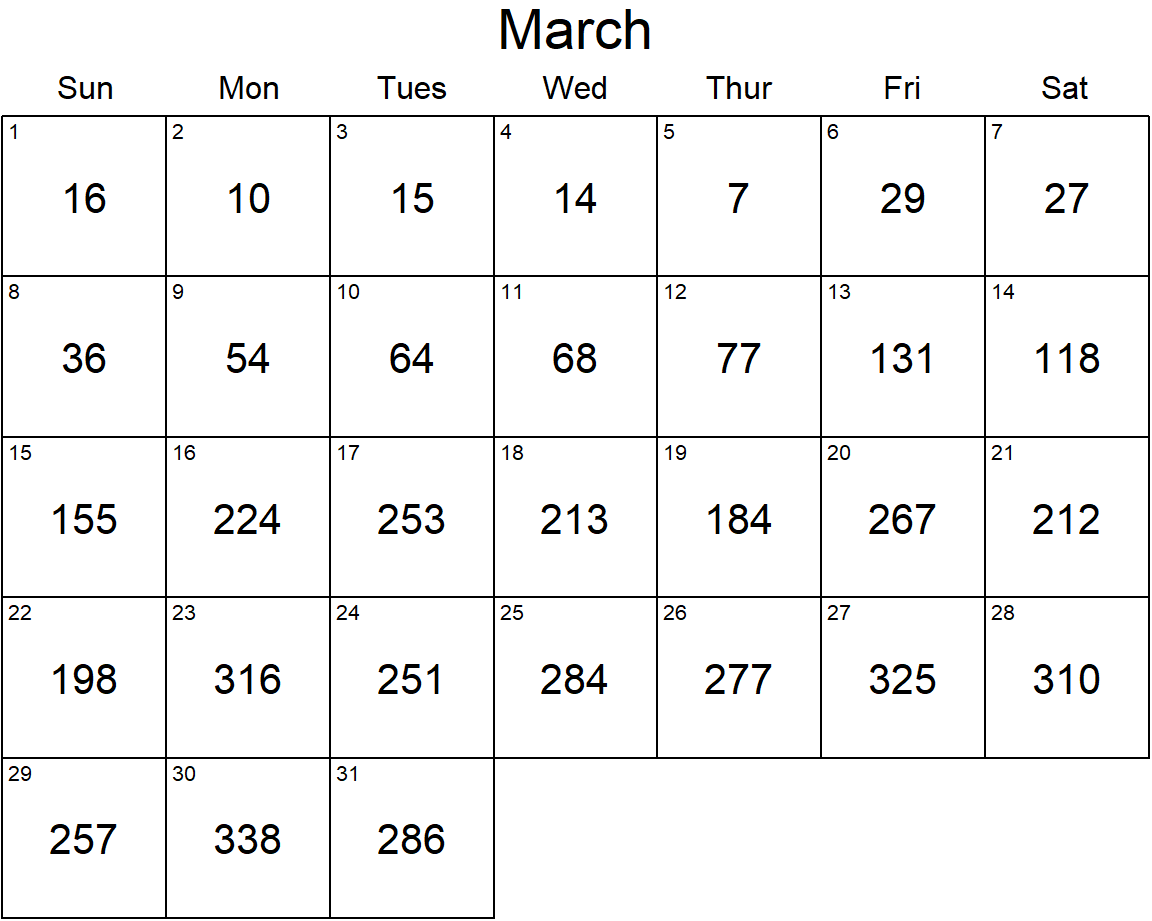 March
Sun Mon Tues Wed Thur Fri Sat
1 2 3 4 5 6 7
16 10 15 14 7 29 27
8 9 10 11 12 13 14
36 54 64 68 77 131 118
15 16 17 18 19 20 21
155 224 253 213 184 267 212
22 23 24 25 26 27 28
198 316 251 284 277 325 310
29 30 31
257 338 286